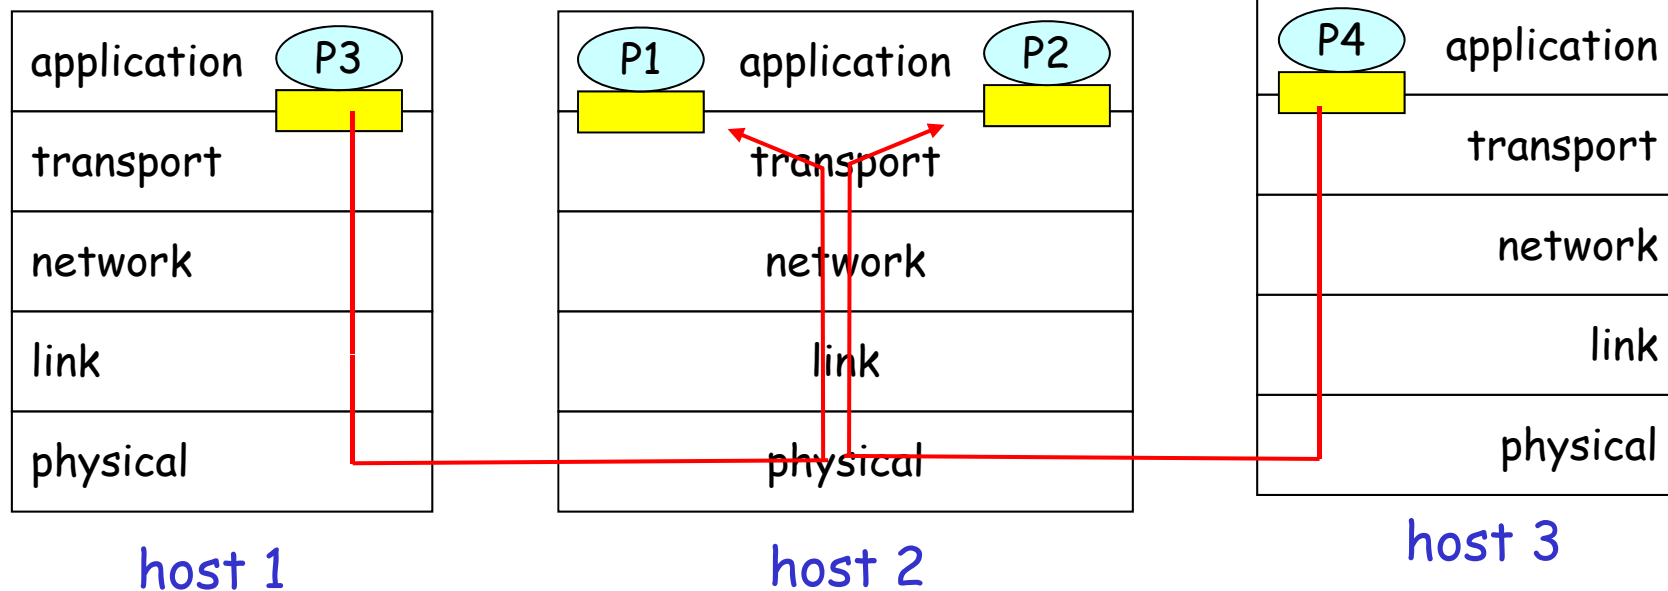 application P3
transport
network
link
physical
host 1
P1 application P2
transport
network
link
physical
host 2
P4 application
transport
network
link
physical
host 3